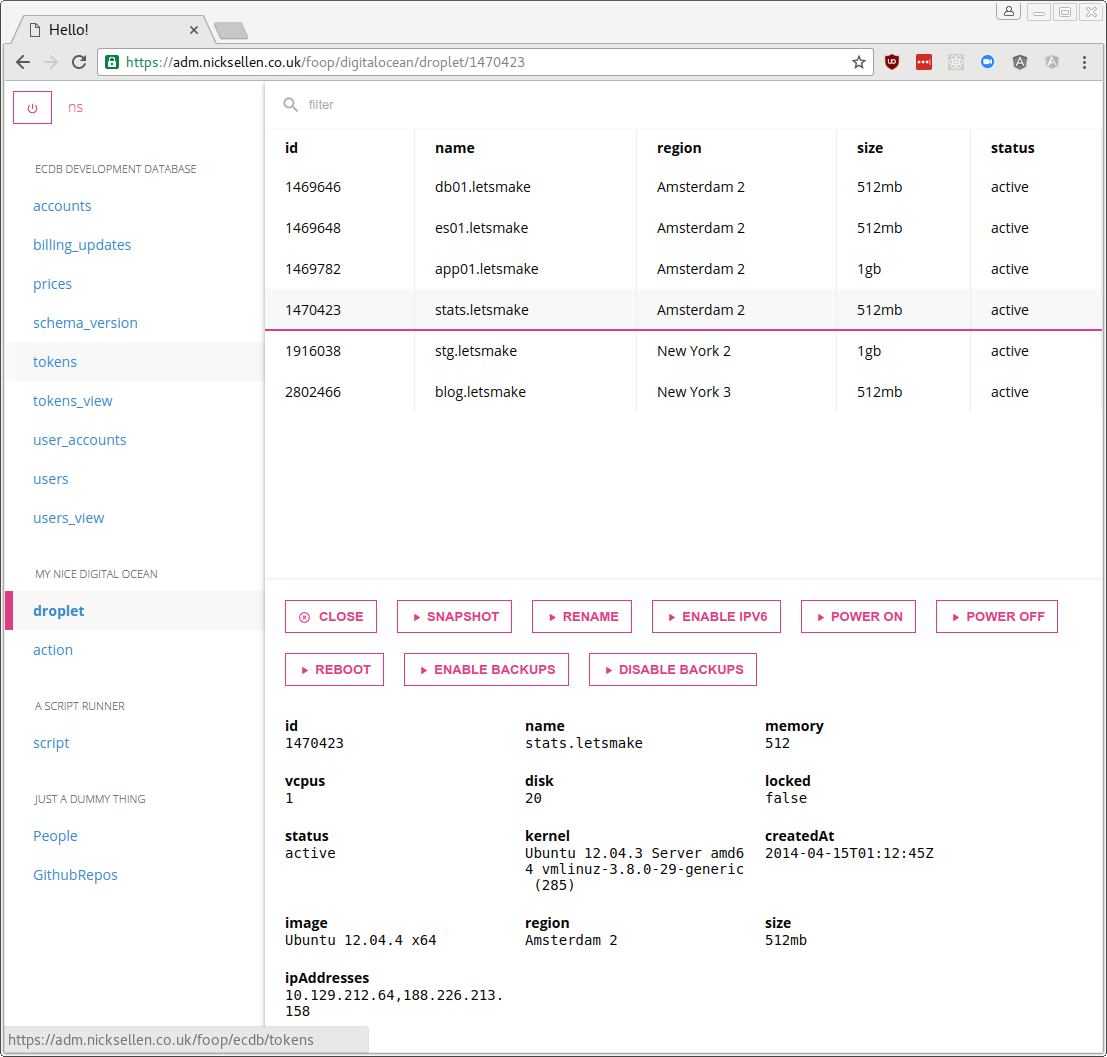 Hello!
https://adm.nicksellen.co.uk/foop/digitalocean/droplet/1470423
ns
filter
ECDB DEVELOPMENT DATABASE
accounts
billing_updates
prices
schema_version
tokens
tokens_view
user_accounts
users
users_view
MY NICE DIGITAL OCEAN
droplet
action
A SCRIPT RUNNER
script
JUST A DUMMY THING
People
GithubRepos
id name region size status
1469646 db01.letsmake Amsterdam 2 512mb active
1469648 es01.letsmake Amsterdam 2 512mb active
1469782 app01.letsmake Amsterdam 2 1gb active
1470423 stats.letsmake Amsterdam 2 512mb active
1916038 stg.letsmake New York 2 1gb active
2802466 blog.letsmake New York 3 512mb active
CLOSE SNAPSHOT RENAME ENABLE IPV6 POWER ON POWER OFF
REBOOT ENABLE BACKUPS DISABLE BACKUPS
id name memory
1470423 stats.letsmake 512
vcpus disk locked
1 20 false
status kernel createdAt
active Ubuntu 12.04.3 Server amd6 2014-04-15T01:12:45Z
4 vmlinuz-3.8.0-29-generic
(285)
image region size
Ubuntu 12.04.4 x64 Amsterdam 2 512mb
ipAddresses
10.129.212.64,188.226.213.
158
https://adm.nicksellen.co.uk/foop/ecdb/tokens